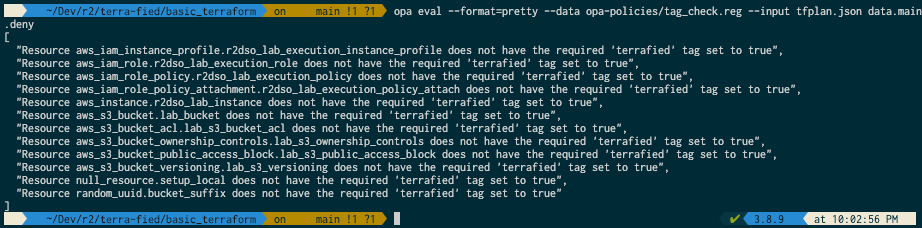 ~/Dev/r2/terra-fied/basic_terraform on main !1 ?1 opa eval --format=pretty --data opa-policies/tag_check.reg --input tfplan.json data.main
.deny
[
"Resource aws_iam_instance_profile.r2dso_lab_execution_instance_profile does not have the required 'terrafied' tag set to true",
"Resource aws_iam_role.r2dso_lab_execution_role does not have the required 'terrafied' tag set to true",
"Resource aws_iam_role_policy.r2dso_lab_execution_policy does not have the required 'terrafied' tag set to true",
"Resource aws_iam_role_policy_attachment.r2dso_lab_execution_policy_attach does not have the required 'terrafied' tag set to true",
"Resource aws_instance.r2dso_lab_instance does not have the required 'terrafied' tag set to true",
"Resource aws_s3_bucket.lab_bucket does not have the required 'terrafied' tag set to true",
"Resource aws_s3_bucket_acl.lab_s3_bucket_acl does not have the required 'terrafied' tag set to true",
"Resource aws_s3_bucket_ownership_controls.lab_s3_ownership_controls does not have the required 'terrafied' tag set to true",
"Resource aws_s3_bucket_public_access_block.lab_s3_public_access_block does not have the required 'terrafied' tag set to true",
"Resource aws_s3_bucket_versioning.lab_s3_versioning does not have the required 'terrafied' tag set to true",
"Resource null_resource.setup_local does not have the required 'terrafied' tag set to true",
"Resource random_uuid.bucket_suffix does not have the required 'terrafied' tag set to true"
]
~/Dev/r2/terra-fied/basic_terraform on main !1 ?1 ✔ 3.8.9 at 10:02:56 PM